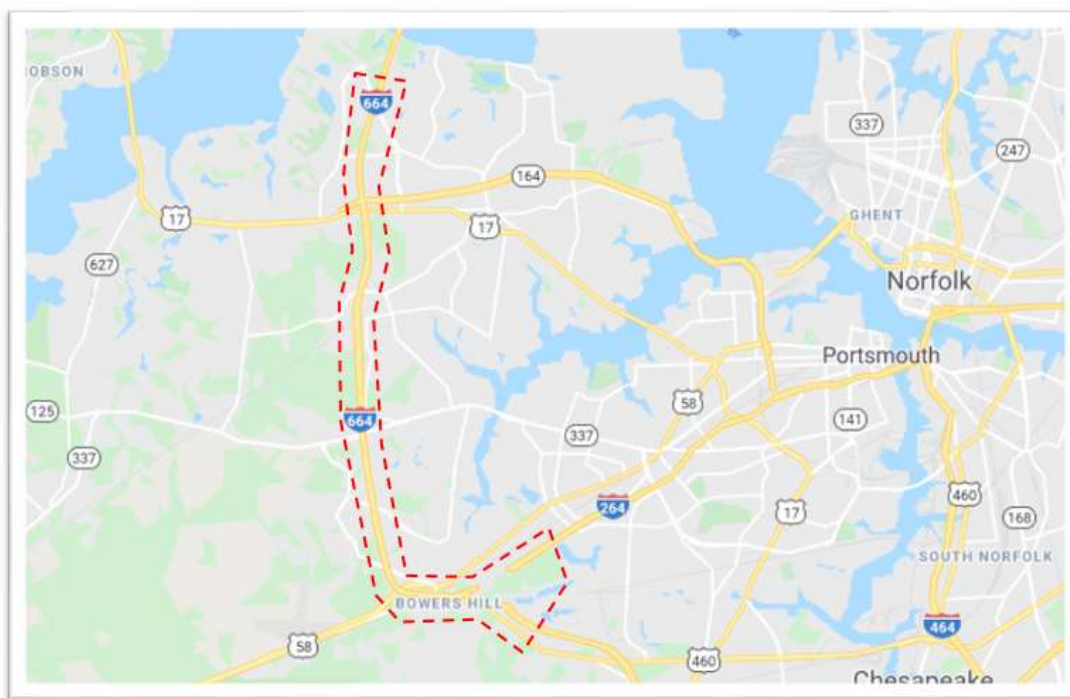 OBSON
664
337
247
164
17
17
GHENT
627
Norfolk
Portsmouth
58
125
664
337
141
337
264
460
17
168
SOUTH NORFOLK
BOWERS HILL
464
58
460
Chesapeake